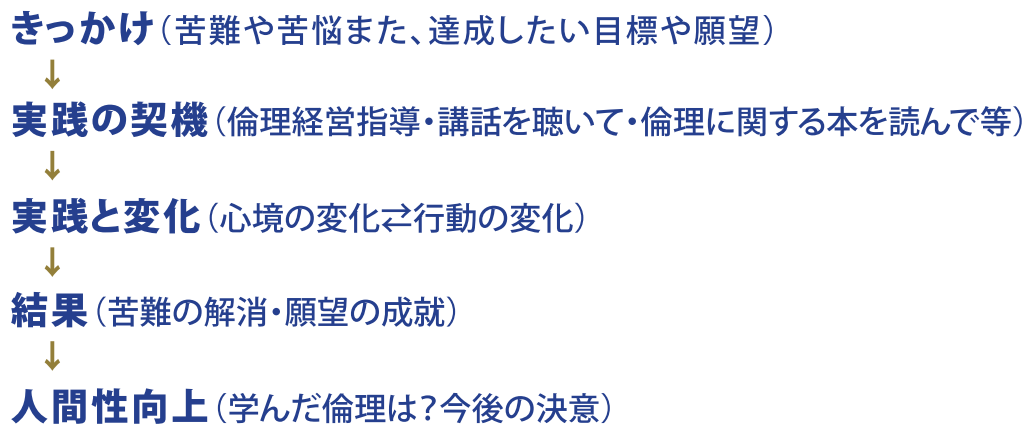 きっかけ（苦難や苦悩また、達成したい目標や願望）
↓
実践の契機（倫理経営指導・講話を聴いて・倫理に関する本を読んで等）
↓
実践と変化（心境の変化⇄行動の変化）
↓
結果（苦難の解消・願望の成就）
↓
人間性向上（学んだ倫理は？今後の決意）